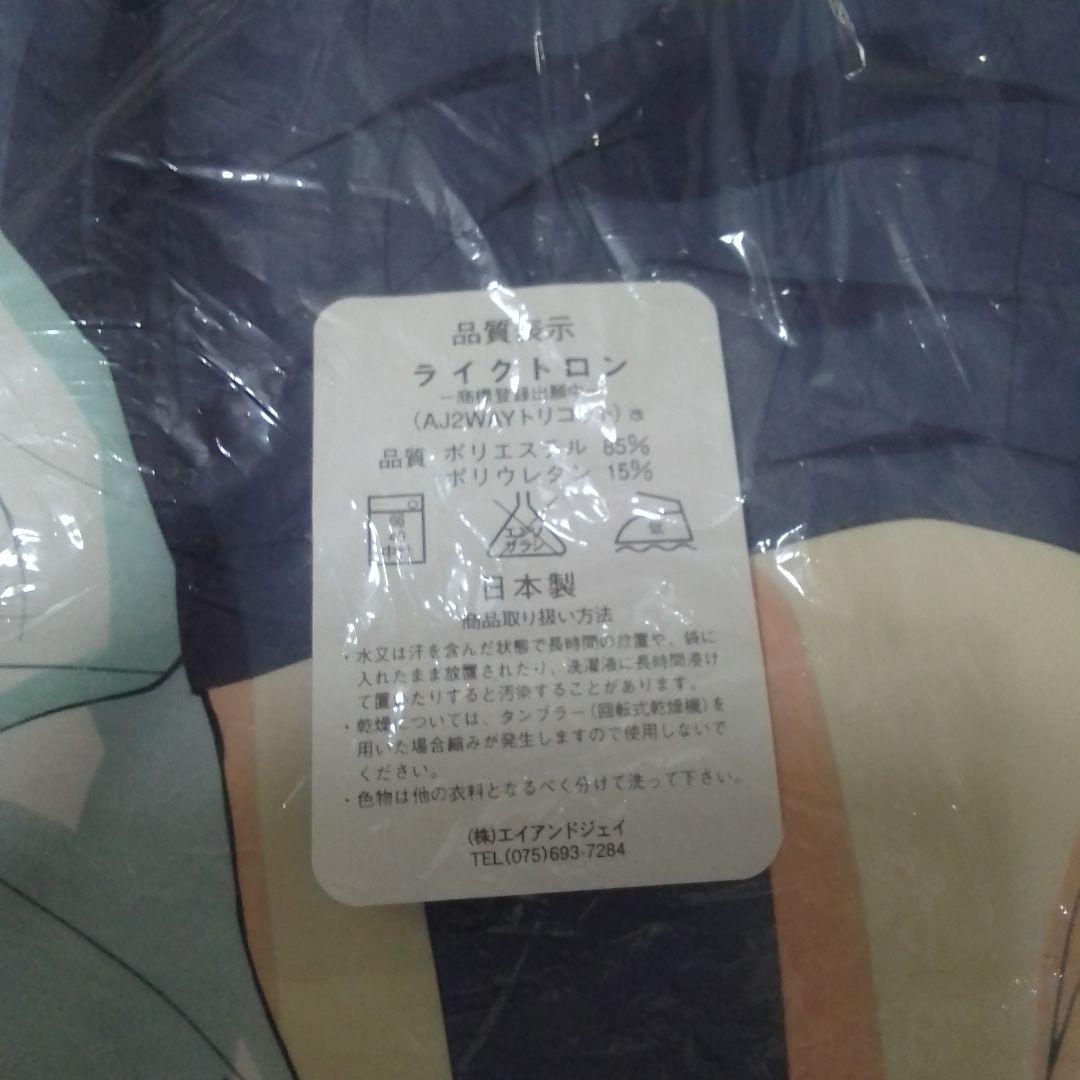 品質表示
ライクトロン
―商標登録出願中―
(AJ2WAYトリコット)改
品質 ポリエステル 85%
ポリウレタン 15%
エンソ
サラシ
低
日本製
商品取り扱い方法
・水又は汗を含んだ状態で長時間の放置や、袋に
入れたまま放置されたり、洗濯液に長時間浸け
て置いたりすると汚染することがあります。
・乾燥については、タンブラー(回転式乾燥機)を
用いた場合縮みが発生しますので使用しないで
ください。
・色物は他の衣料となるべく分けて洗って下さい。
(株)エイアンドジェイ
TEL(075)693-7284